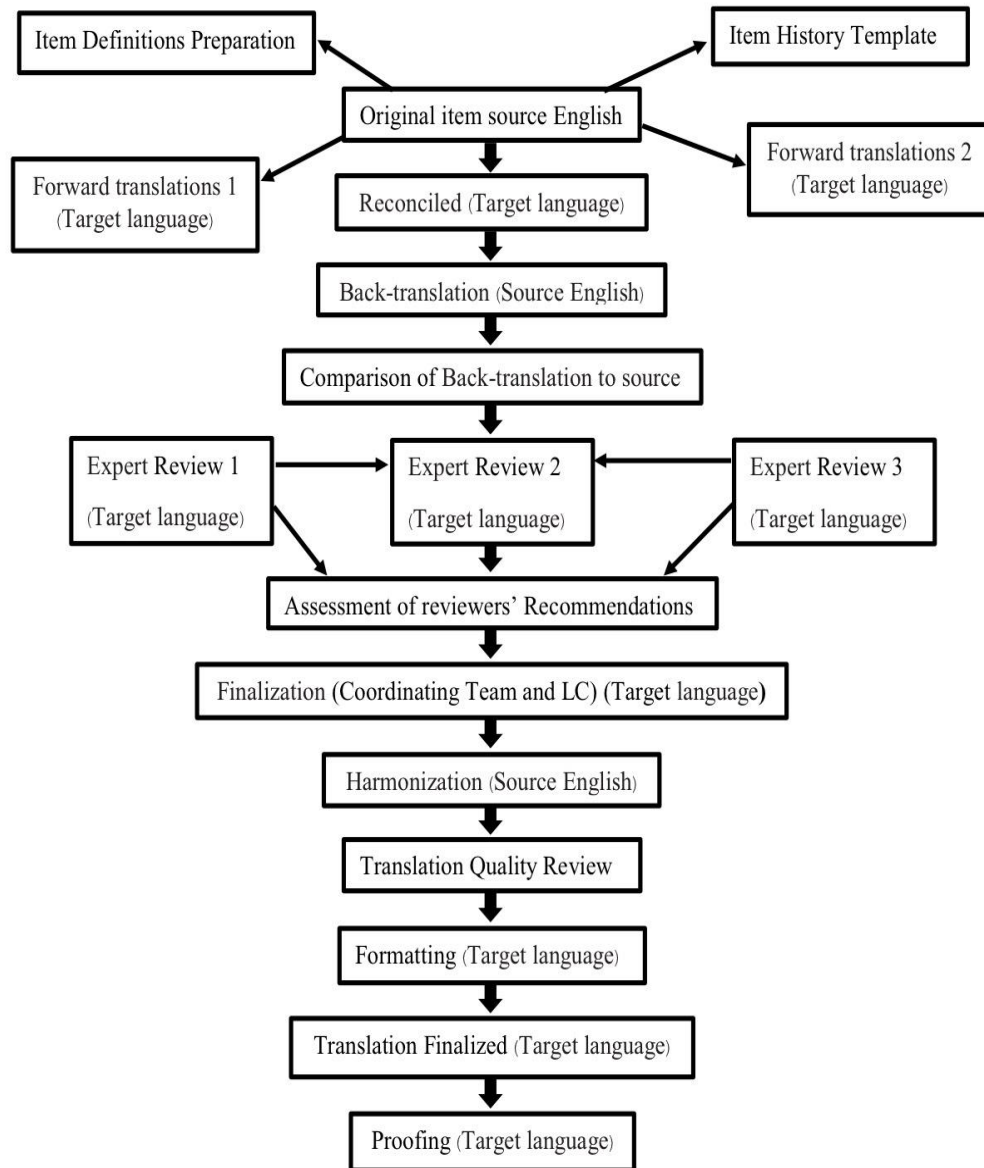 Item Definitions Preparation
Item History Template
Original item source English
Forward translations 1
(Target language)
Forward translations 2
(Target language)
Reconciled (Target language)
Back-translation (Source English)
Comparison of Back-translation to source
Expert Review 1
(Target language)
Expert Review 2
(Target language)
Expert Review 3
(Target language)
Assessment of reviewers’ Recommendations
Finalization (Coordinating Team and LC) (Target language)
Harmonization (Source English)
Translation Quality Review
Formatting (Target language)
Translation Finalized (Target language)
Proofing (Target language)